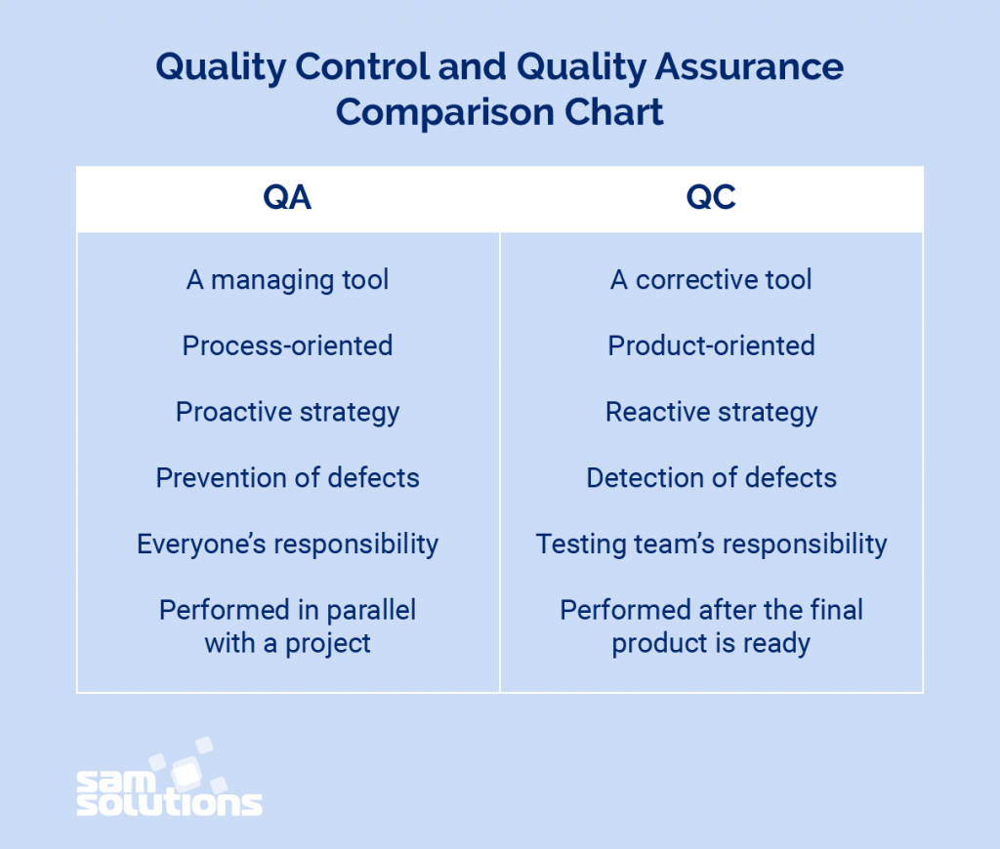 Quality Control and Quality Assurance
Comparison Chart
QA
QC
A managing tool
A corrective tool
Process-oriented
Product-oriented
Proactive strategy
Reactive strategy
Prevention of defects
Detection of defects
Everyone’s responsibility
Testing team’s responsibility
Performed in parallel
with a project
Performed after the final
product is ready
sam
solutions